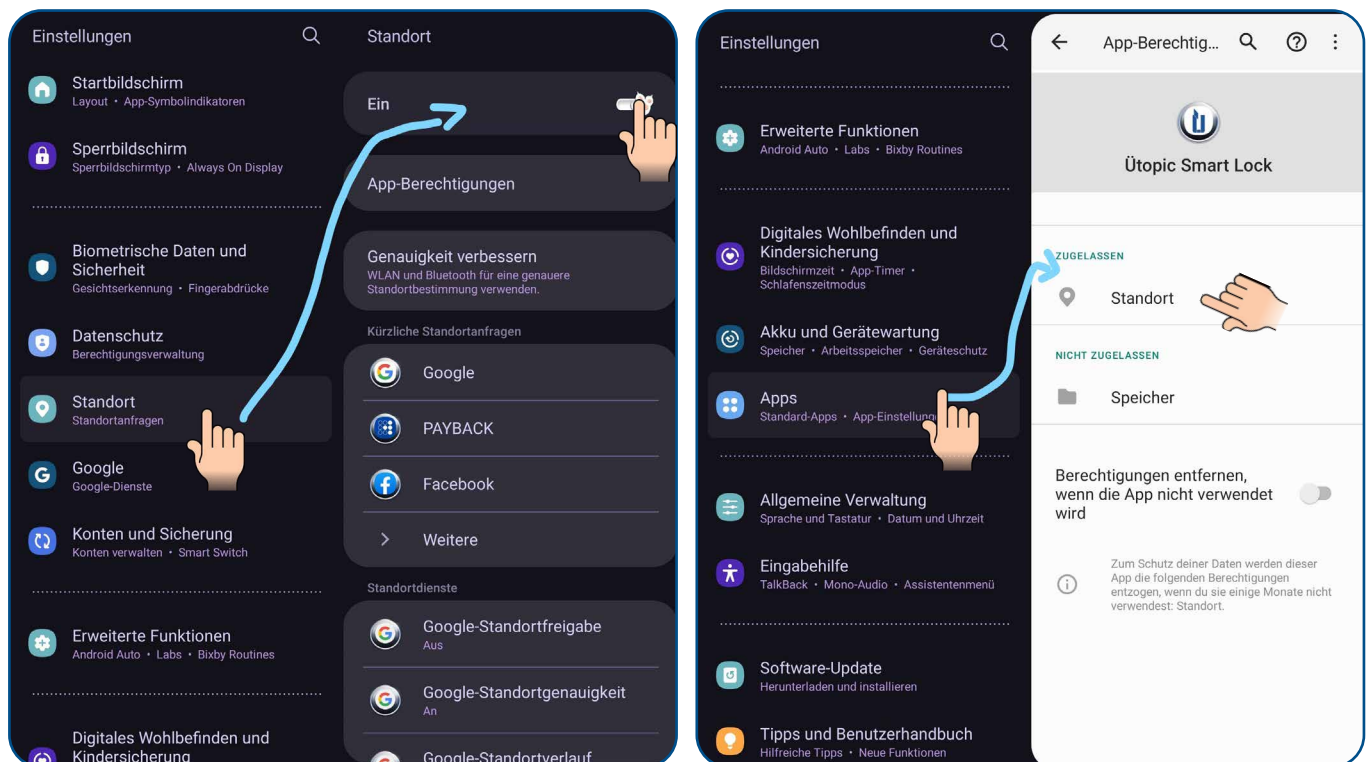 Einstellungen
Startbildschirm
Layout • App-Symbolindikatoren
Sperrbildschirm
Sperrbildschirmtyp • Always On Display
Biometrische Daten und
Sicherheit
Gesichtserkennung • Fingerabdrücke
Datenschutz
Berechtigungsverwaltung
Standort
Standortanfragen
Google
Google-Dienste
Konten und Sicherung
Konten verwalten • Smart Switch
Erweiterte Funktionen
Android Auto • Labs • Bixby Routines
Digitales Wohlbefinden und
Kindersicherung
Standort
Ein
App-Berechtigungen
Genauigkeit verbessern
WLAN und Bluetooth für eine genauere
Standortbestimmung verwenden.
Kürzliche Standortanfragen
Google
PAYBACK
Facebook
Weitere
Standortdienste
Google-Standortfreigabe
Aus
Google-Standortgenauigkeit
An
Google-Standortverlauf
Einstellungen
Erweiterte Funktionen
Android Auto • Labs • Bixby Routines
Digitales Wohlbefinden und
Kindersicherung
Bildschirmzeit • App-Timer •
Schlafenszeitmodus
Akku und Gerätewartung
Speicher • Arbeitsspeicher • Geräteschutz
Apps
Standard-Apps • App-Einstellun
Allgemeine Verwaltung
Sprache und Tastatur • Datum und Uhrzeit
Eingabehilfe
TalkBack • Mono-Audio • Assistentenmenü
Software-Update
Herunterladen und installieren
Tipps und Benutzerhandbuch
Hilfreiche Tipps • Neue Funktionen
App-Berechtig...
Ütopic Smart Lock
ZUGELASSEN
Standort
NICHT ZUGELASSEN
Speicher
Berechtigungen entfernen,
wenn die App nicht verwendet
wird
Zum Schutz deiner Daten werden dieser
App die folgenden Berechtigungen
entzogen, wenn du sie einige Monate nicht
verwendest: Standort.